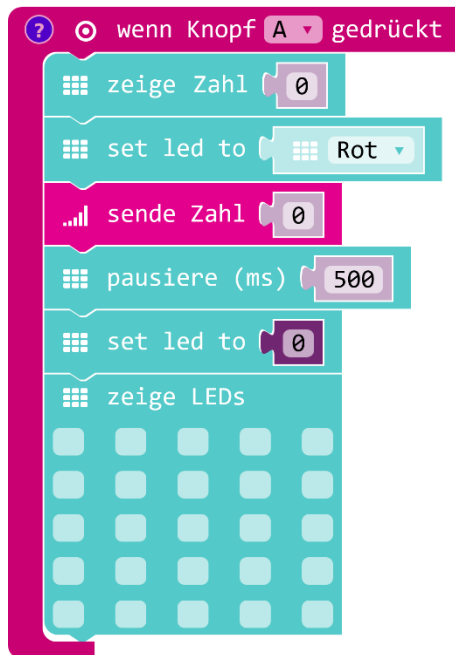 ? wenn Knopf A gedrückt
zeige Zahl 0
set led to Rot
sende Zahl 0
pausiere (ms) 500
set led to 0
zeige LEDs